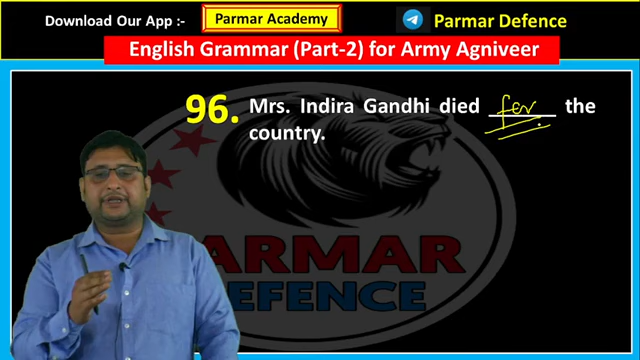 Download Our App :- Parmar Academy Parmar Defence
English Grammar (Part-2) for Army Agniveer
96. Mrs. Indira Gandhi died for the
country.
PARMAR
DEFENCE